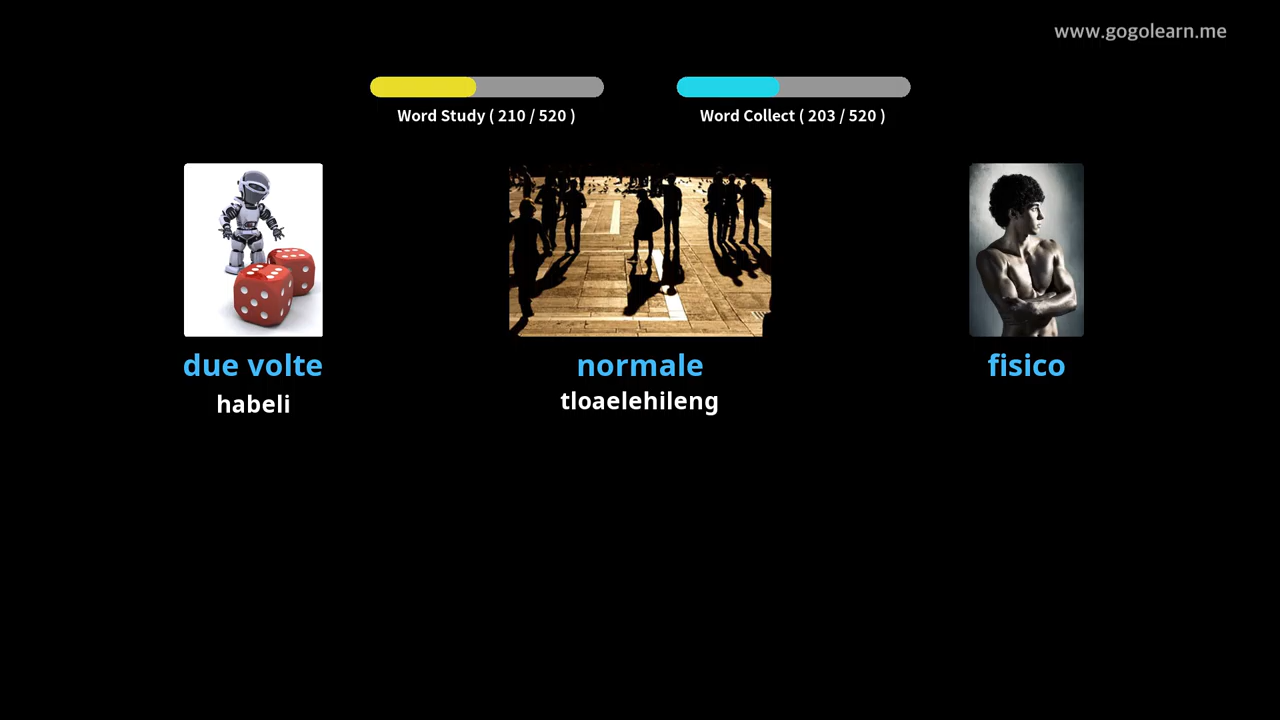 www.gogolearn.me
Word Study ( 210 / 520 )
Word Collect ( 203 / 520 )
due volte
normale
fisico
habeli
tloaelehileng